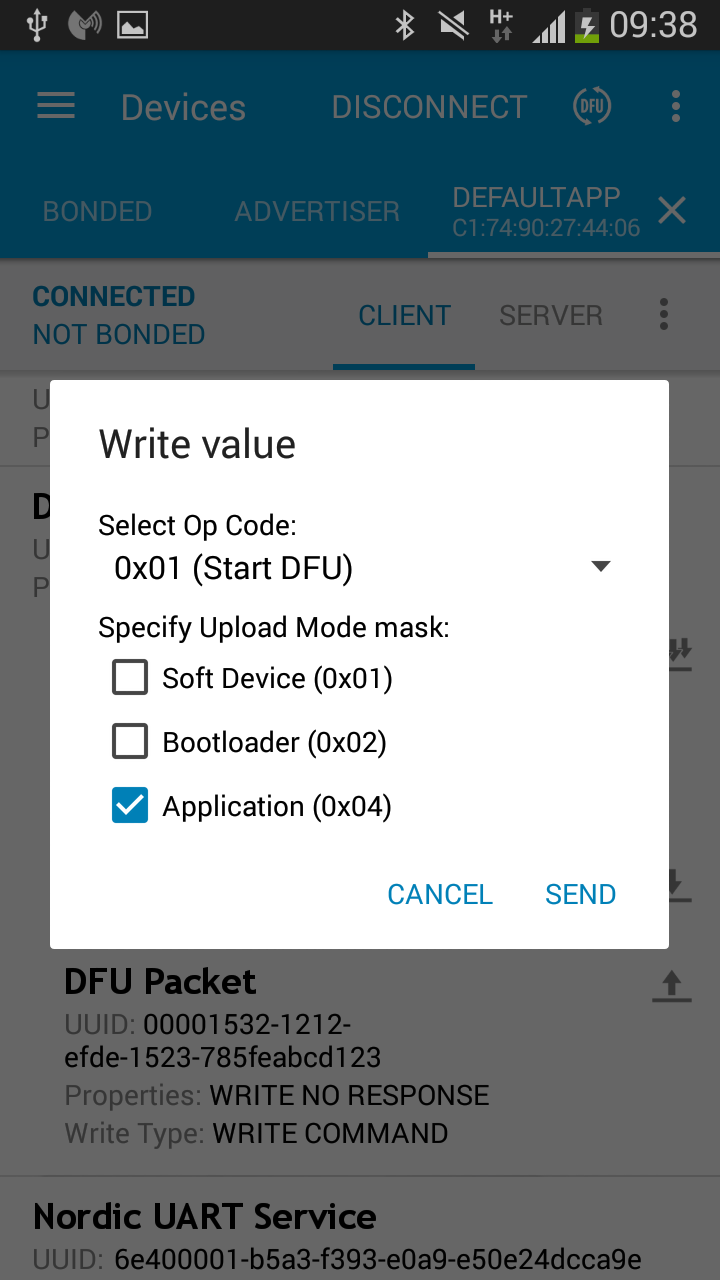 H+
09:38
Devices
DISCONNECT
DFU
BONDED
ADVERTISER
DEFAULTAPP
C1:74:90:27:44:06
CONNECTED
NOT BONDED
CLIENT
SERVER
U
P
D
U
P
Write value
Select Op Code:
0x01 (Start DFU)
Specify Upload Mode mask:
Soft Device (0x01)
Bootloader (0x02)
Application (0x04)
CANCEL
SEND
DFU Packet
UUID: 00001532-1212-
efde-1523-785feabcd123
Properties: WRITE NO RESPONSE
Write Type: WRITE COMMAND
Nordic UART Service
UUID: 6e400001-b5a3-f393-e0a9-e50e24dcca9e